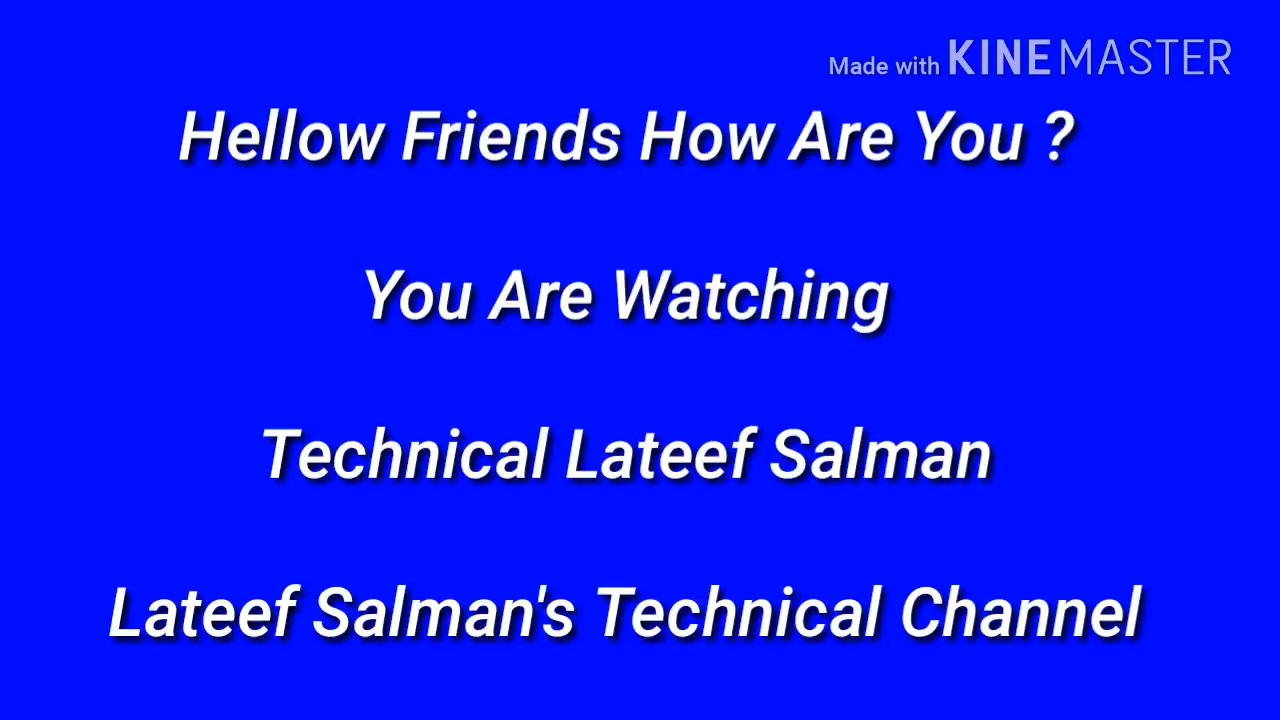 Made with KINEMASTER
Hellow Friends How Are You ?
You Are Watching
Technical Lateef Salman
Lateef Salman's Technical Channel